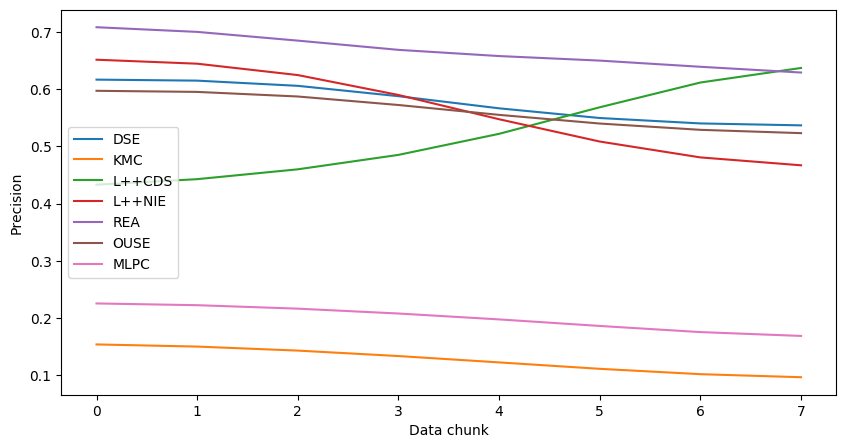 0.7
0.6
0.5
0.4
0.3
0.2
0.1
Precision
DSE
KMC
L++CDS
L++NIE
REA
OUSE
MLPC
0 1 2 3 4 5 6 7
Data chunk